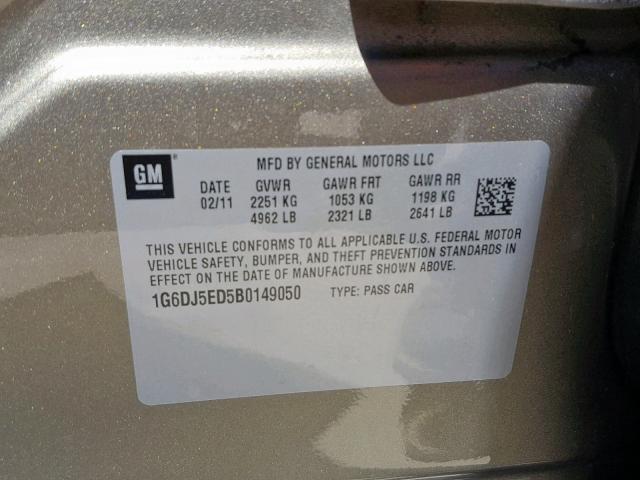 GM
MFD BY GENERAL MOTORS LLC
DATE GVWR GAWR FRT GAWR RR
02/11 2251 KG 1053 KG 1198 KG
4962 LB 2321 LB 2641 LB
THIS VEHICLE CONFORMS TO ALL APPLICABLE U.S. FEDERAL MOTOR
VEHICLE SAFETY, BUMPER, AND THEFT PREVENTION STANDARDS IN
EFFECT ON THE DATE OF MANUFACTURE SHOWN ABOVE.
1G6DJ5ED5B0149050 TYPE: PASS CAR